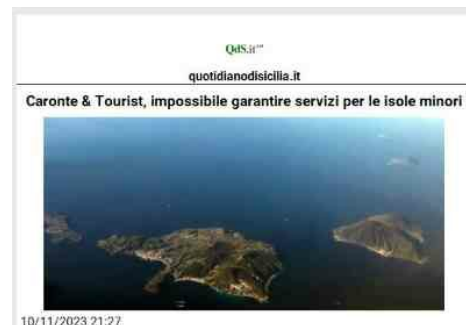 QdS.it
quotidianodisicilia.it
Caronte & Tourist, impossibile garantire servizi per le isole minori
10/11/2023 21:27